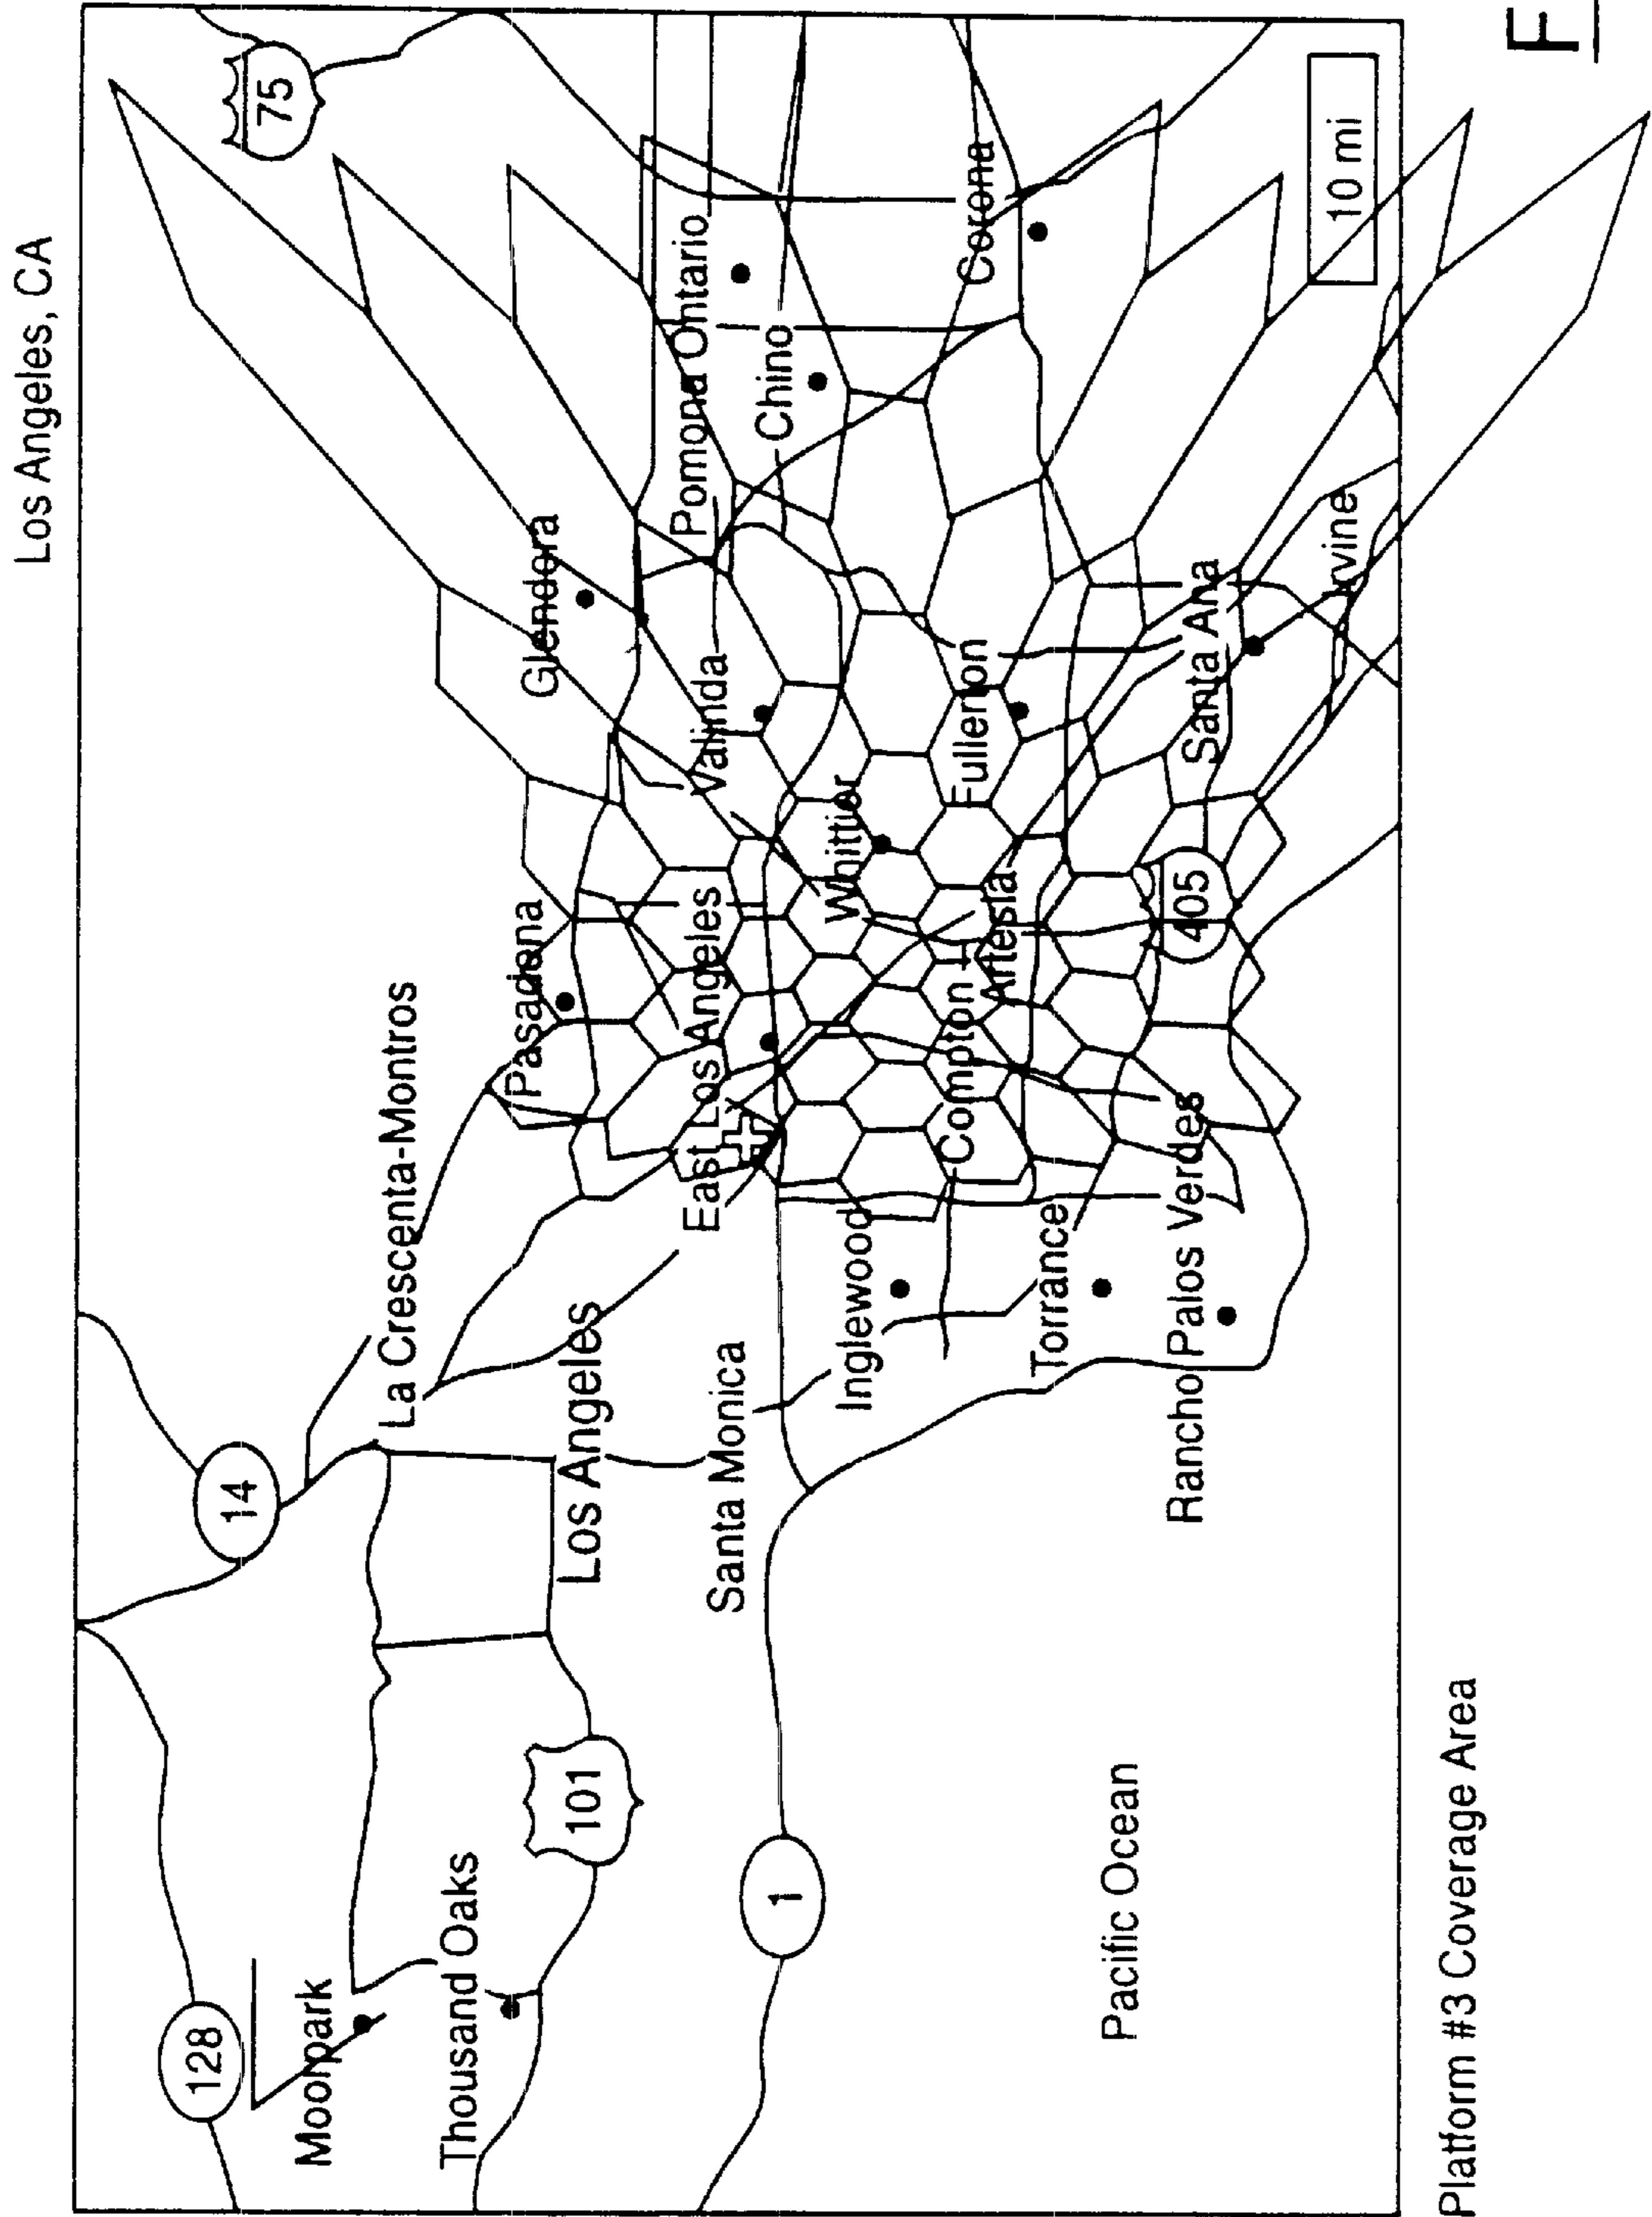 Los Angeles, CA
75
14
128
Moorpark
La Crescenta-Montros
Thousand Oaks
Pasadena
Glendora
101
Los Angeles
East Los Angeles
Valinda
Pomona Ontario
Santa Monica
Chino
1
Inglewood
Whittier
Compton
Fullerton
Corona
Artesia
Torrance
Pacific Ocean
Rancho Palos Verdes
405
Santa Ana
Irvine
10 mi
Platform #3 Coverage Area
F